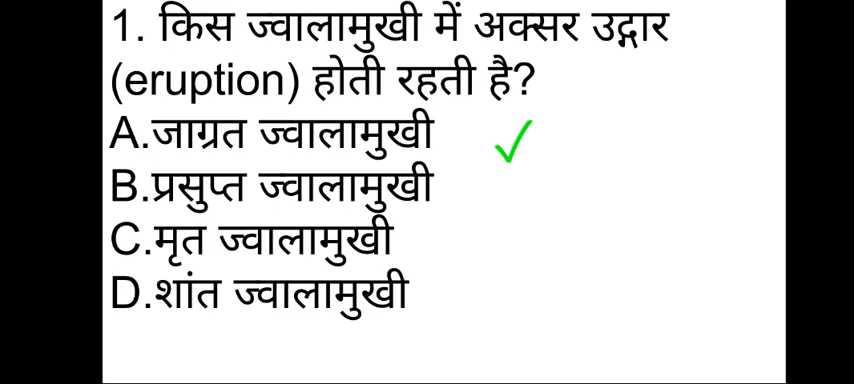 1. किस ज्वालामुखी में अक्सर उद्गार
(eruption) होती रहती है?
A.जाग्रत ज्वालामुखी
B.प्रसुप्त ज्वालामुखी
C.मृत ज्वालामुखी
D.शांत ज्वालामुखी